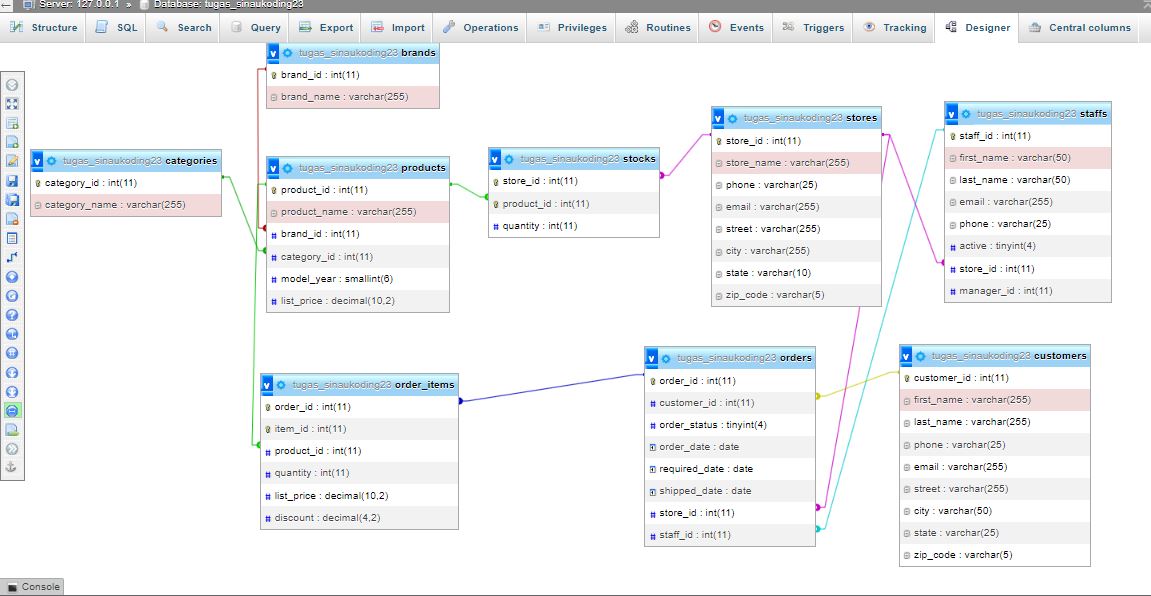 Server: 127.0.0.1 » Database: tugas_sinaukoding23
Structure SQL Search Query Export Import Operations Privileges Routines Events Triggers Tracking Designer Central columns
tugas_sinaukoding23 brands
brand_id : int(11)
brand_name : varchar(255)
tugas_sinaukoding23 categories
category_id : int(11)
category_name : varchar(255)
tugas_sinaukoding23 products
product_id : int(11)
product_name : varchar(255)
brand_id : int(11)
category_id : int(11)
model_year : smallint(6)
list_price : decimal(10,2)
tugas_sinaukoding23 stocks
store_id : int(11)
product_id : int(11)
quantity : int(11)
tugas_sinaukoding23 stores
store_id : int(11)
store_name : varchar(255)
phone : varchar(25)
email : varchar(255)
street : varchar(255)
city : varchar(255)
state : varchar(10)
zip_code : varchar(5)
tugas_sinaukoding23 staffs
staff_id : int(11)
first_name : varchar(50)
last_name : varchar(50)
email : varchar(255)
phone : varchar(25)
active : tinyint(4)
store_id : int(11)
manager_id : int(11)
tugas_sinaukoding23 order_items
order_id : int(11)
item_id : int(11)
product_id : int(11)
quantity : int(11)
list_price : decimal(10,2)
discount : decimal(4,2)
tugas_sinaukoding23 orders
order_id : int(11)
customer_id : int(11)
order_status : tinyint(4)
order_date : date
required_date : date
shipped_date : date
store_id : int(11)
staff_id : int(11)
tugas_sinaukoding23 customers
customer_id : int(11)
first_name : varchar(255)
last_name : varchar(255)
phone : varchar(25)
email : varchar(255)
street : varchar(255)
city : varchar(50)
state : varchar(25)
zip_code : varchar(5)
Console